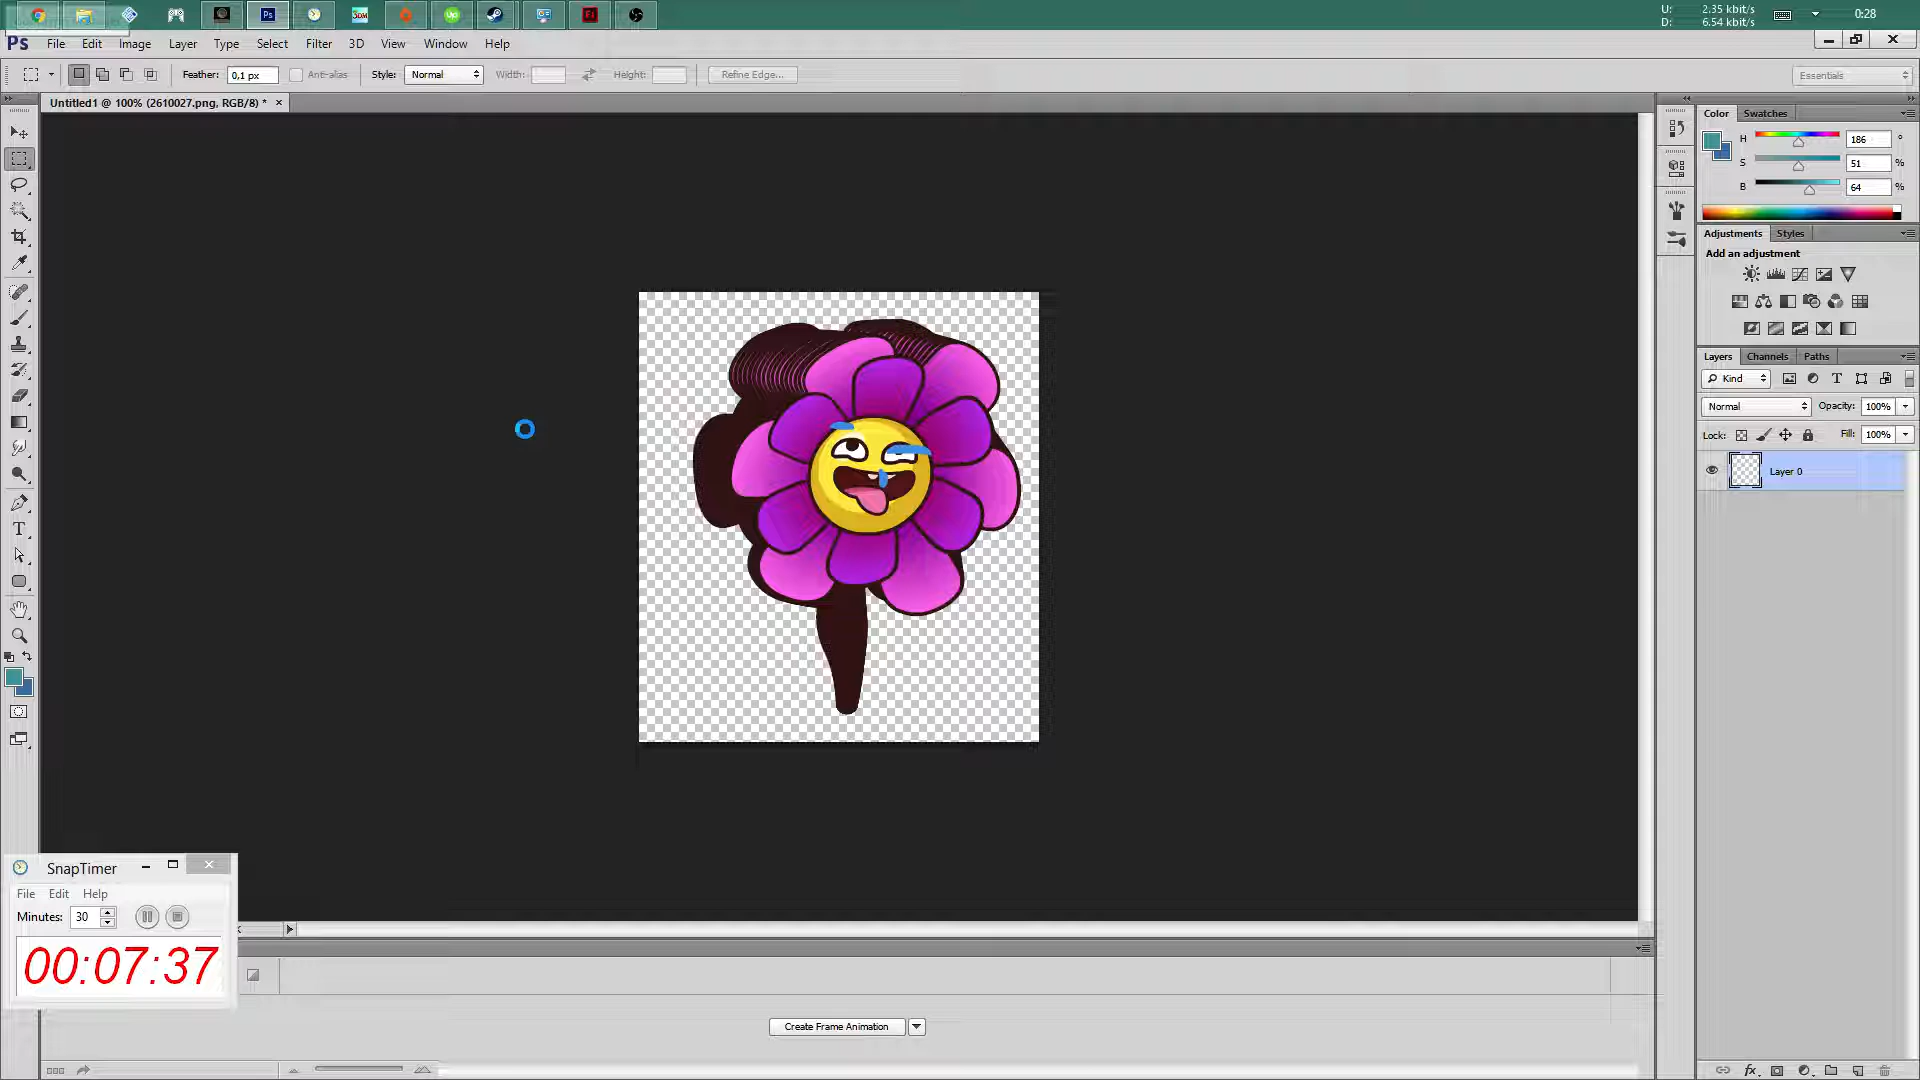 U: 2.35 kbit/s
D: 6.54 kbit/s
0:28
Ps File Edit Image Layer Type Select Filter 3D View Window Help
Feather: 0,1 px Anti-alias Style: Normal Width: Height: Refine Edge... Essentials
Untitled1 @ 100% (2610027.png, RGB/8) * ×
Color Swatches
H 186 °
S 51 %
B 64 %
Adjustments Styles
Add an adjustment
Layers Channels Paths
Kind
Normal Opacity: 100%
Lock: Fill: 100%
Layer 0
SnapTimer
File Edit Help
Minutes: 30
00:07:37
Create Frame Animation